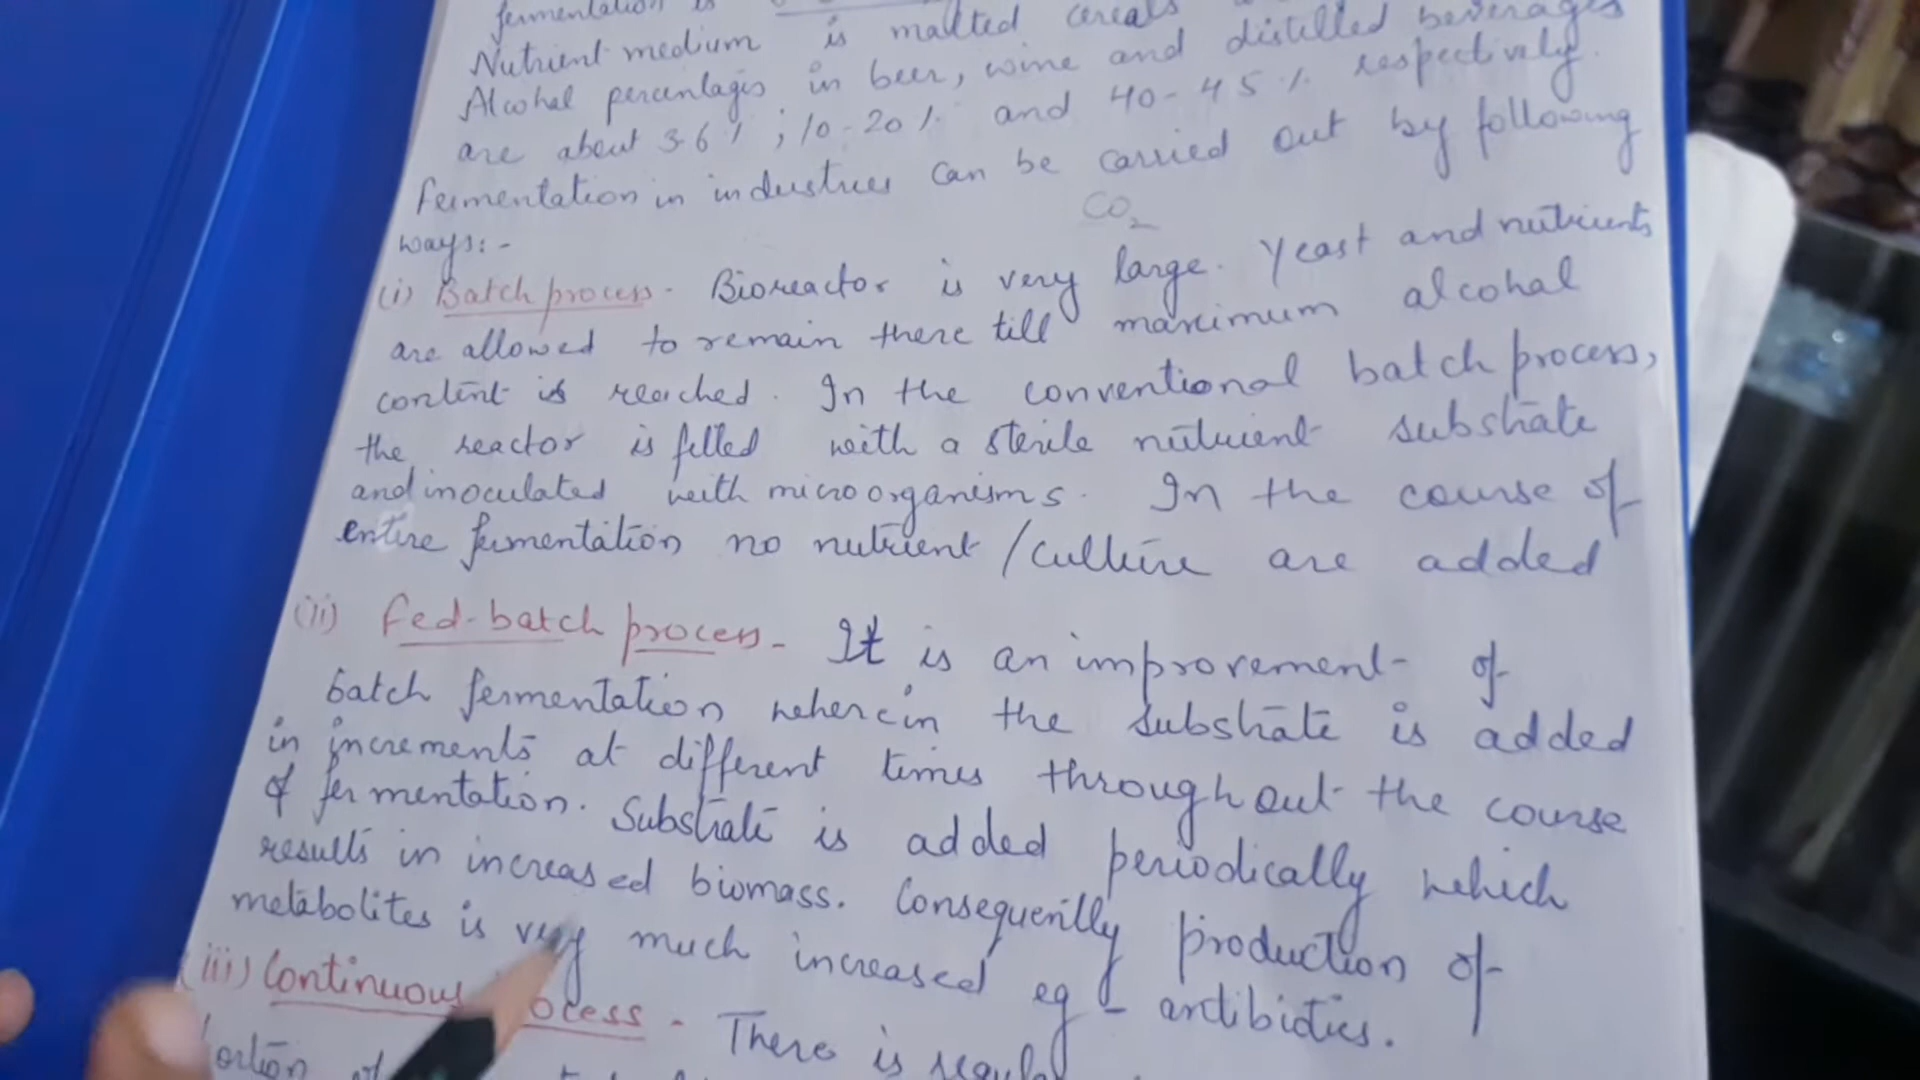 fermentation is
Nutrient medium is malted cereals
Alcohal percentages in beer, wine and distilled beverages
are about 3-6%; 10-20% and 40-45% respectively.
Fermentation in industries can be carried out by following
ways:-
CO2
(i) Batch process - Bioreactor is very large. Yeast and nutrients
are allowed to remain there till maximum alcohal
content is reached. In the conventional batch process,
the reactor is filled with a sterile nutrient substrate
and inoculated with microorganisms. In the course of
entire fermentation no nutrient/culture are added
(ii) Fed-batch process - It is an improvement of
batch fermentation wherein the substrate is added
in increments at different times throughout the course
of fermentation. Substrate is added periodically which
results in increased biomass. Consequently production of
metabolites is very much increased eg - antibiotics.
(iii) Continuous process - There is